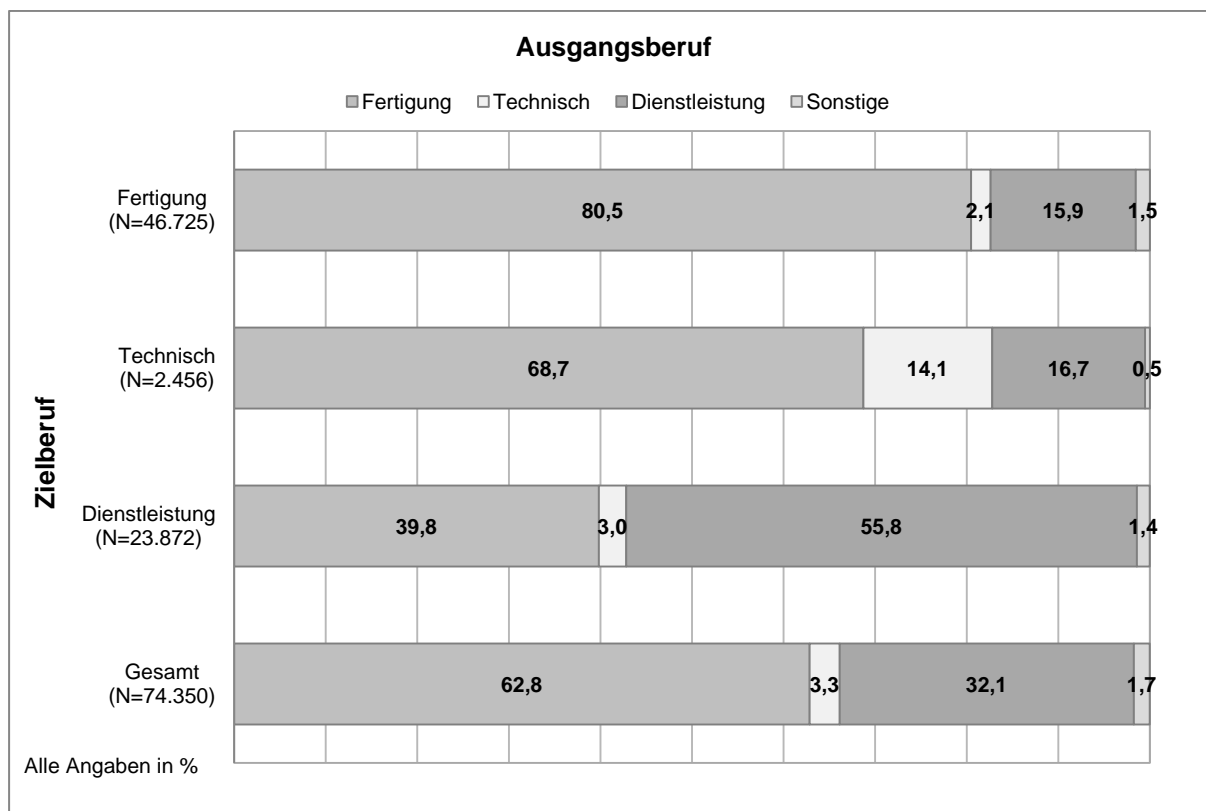 Ausgangsberuf
Fertigung Technisch Dienstleistung Sonstige
Fertigung
(N=46.725)
80,5 2,1 15,9 1,5
Technisch
(N=2.456)
68,7 14,1 16,7 0,5
Zielberuf
Dienstleistung
(N=23.872)
39,8 3,0 55,8 1,4
Gesamt
(N=74.350)
62,8 3,3 32,1 1,7
Alle Angaben in %